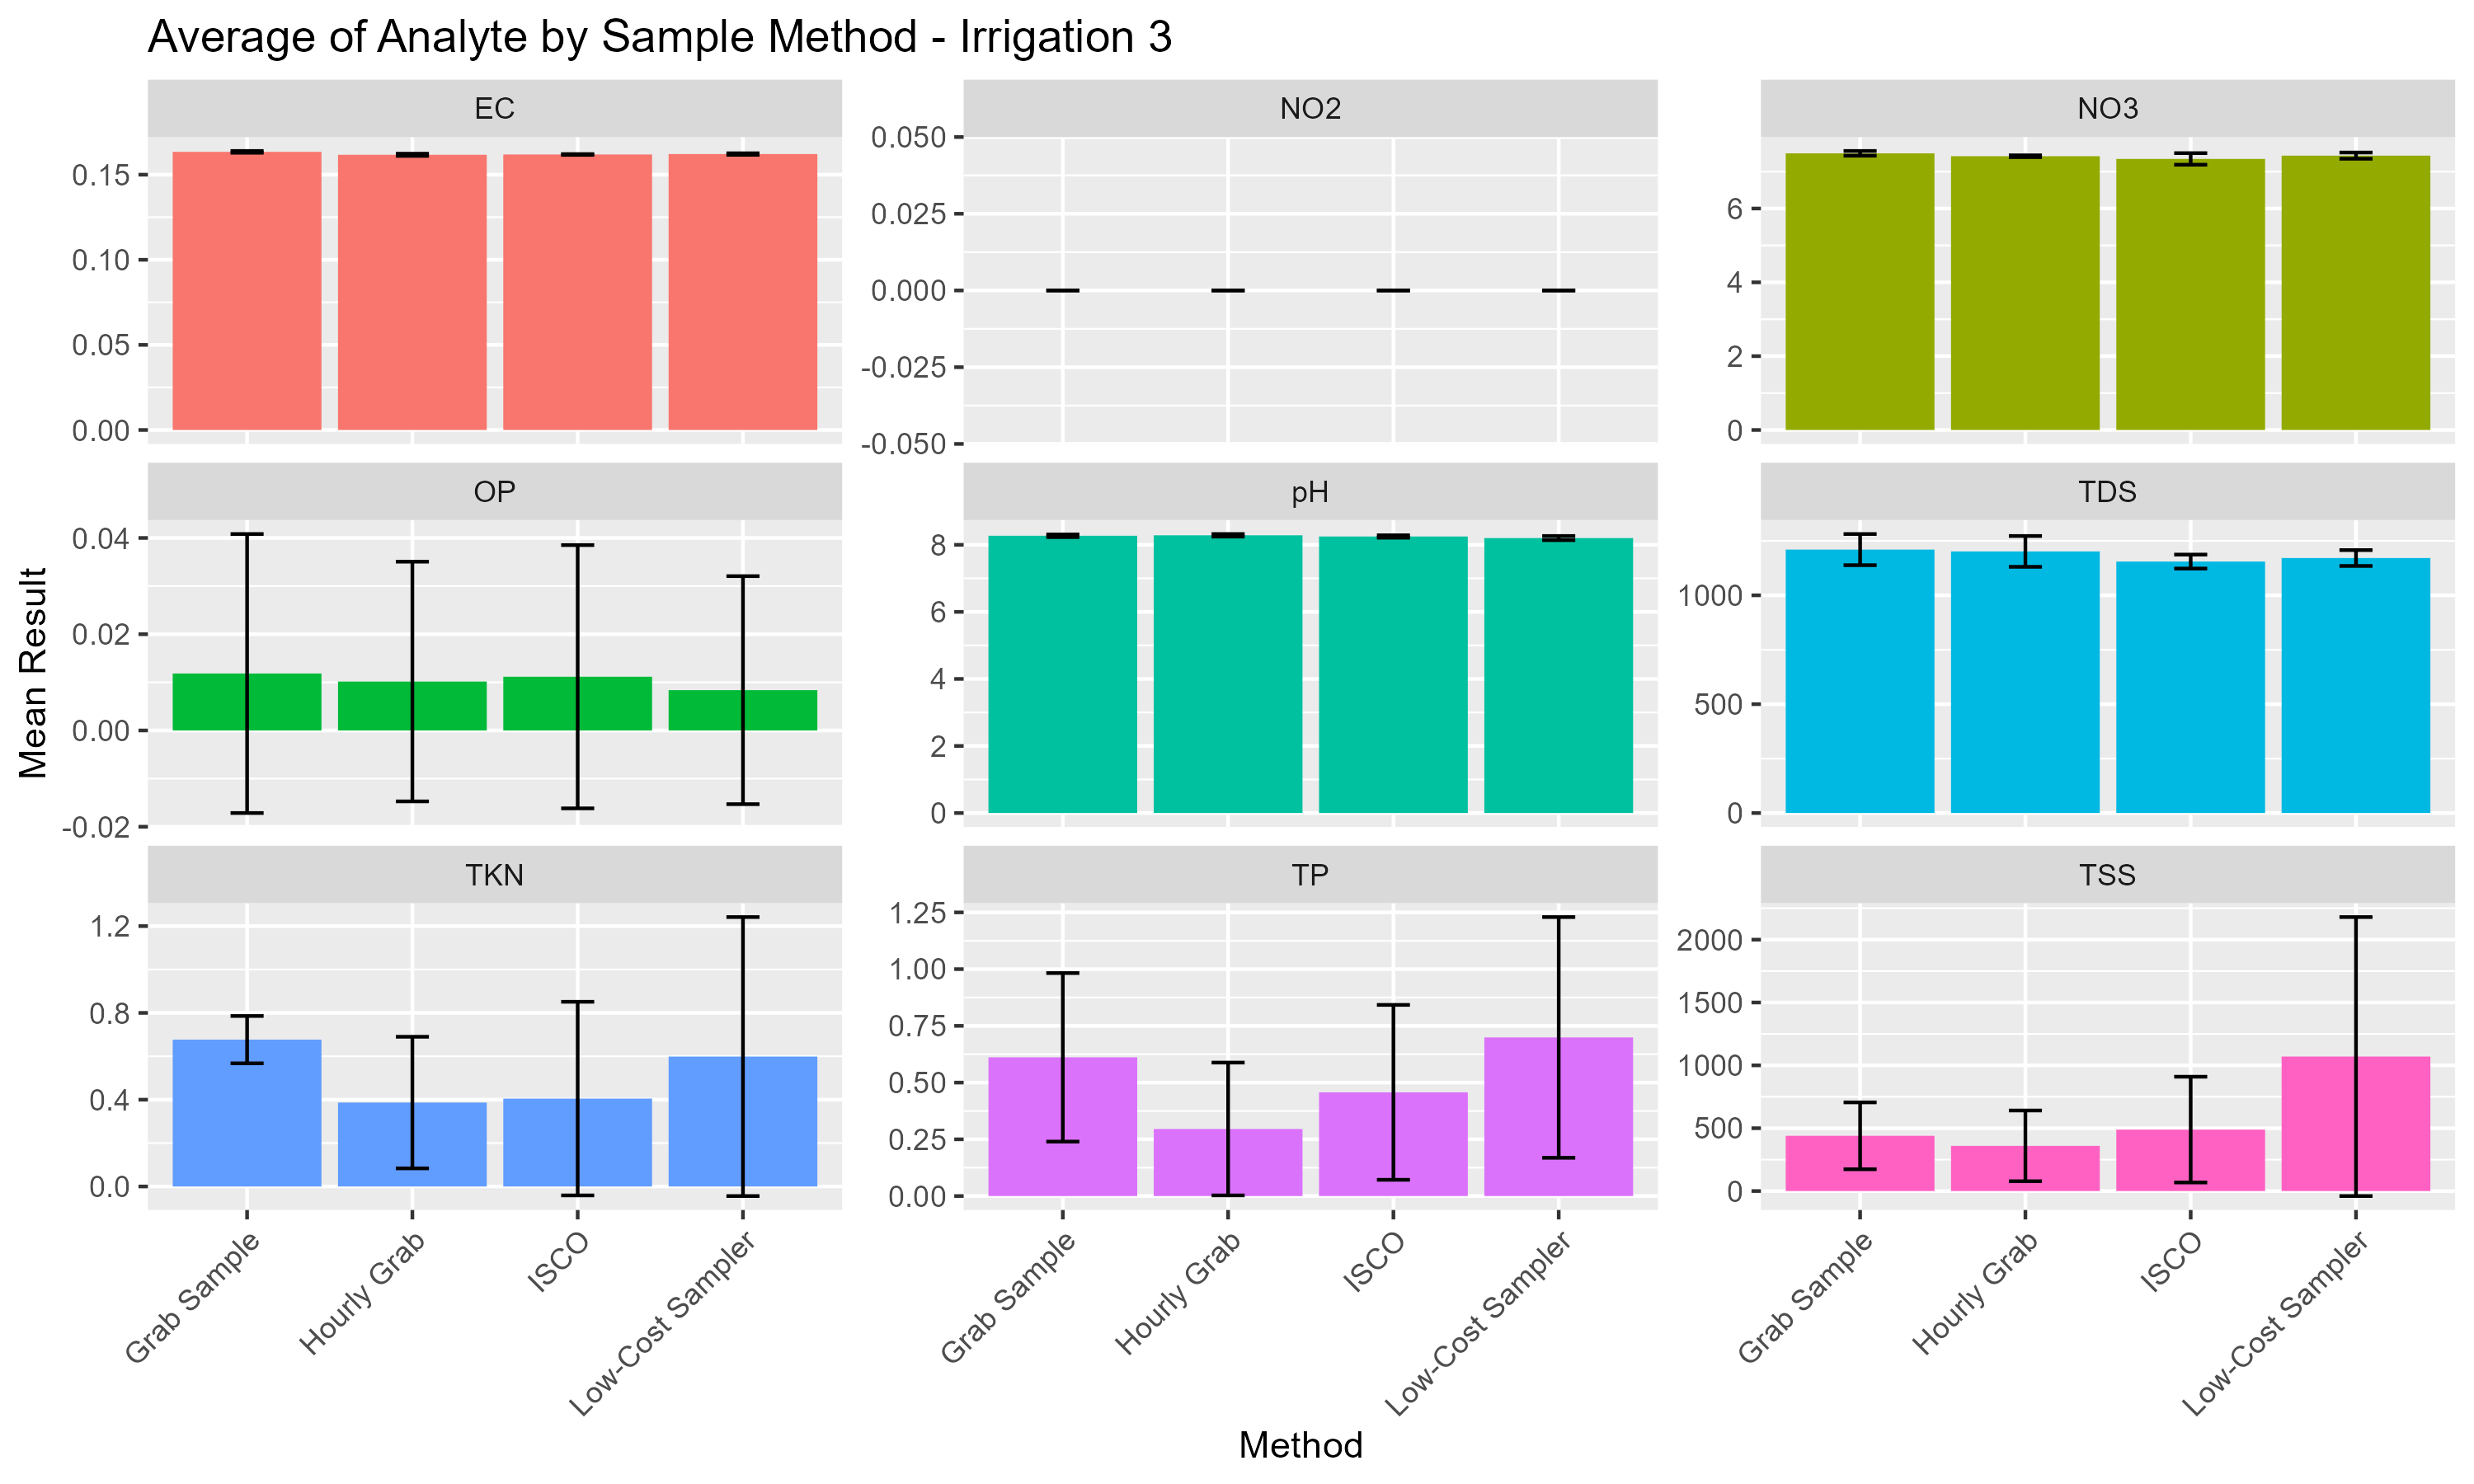 Average of Analyte by Sample Method - Irrigation 3
EC
NO2
NO3
0.15
0.10
0.05
0.00
0.050
0.025
0.000
-0.025
-0.050
6
4
2
0
OP
pH
TDS
0.04
0.02
0.00
-0.02
8
6
4
2
0
1000
500
0
TKN
TP
TSS
1.2
0.8
0.4
0.0
1.25
1.00
0.75
0.50
0.25
0.00
2000
1500
1000
500
0
Mean Result
Grab Sample
Hourly Grab
ISCO
Low-Cost Sampler
Grab Sample
Hourly Grab
ISCO
Low-Cost Sampler
Grab Sample
Hourly Grab
ISCO
Low-Cost Sampler
Method